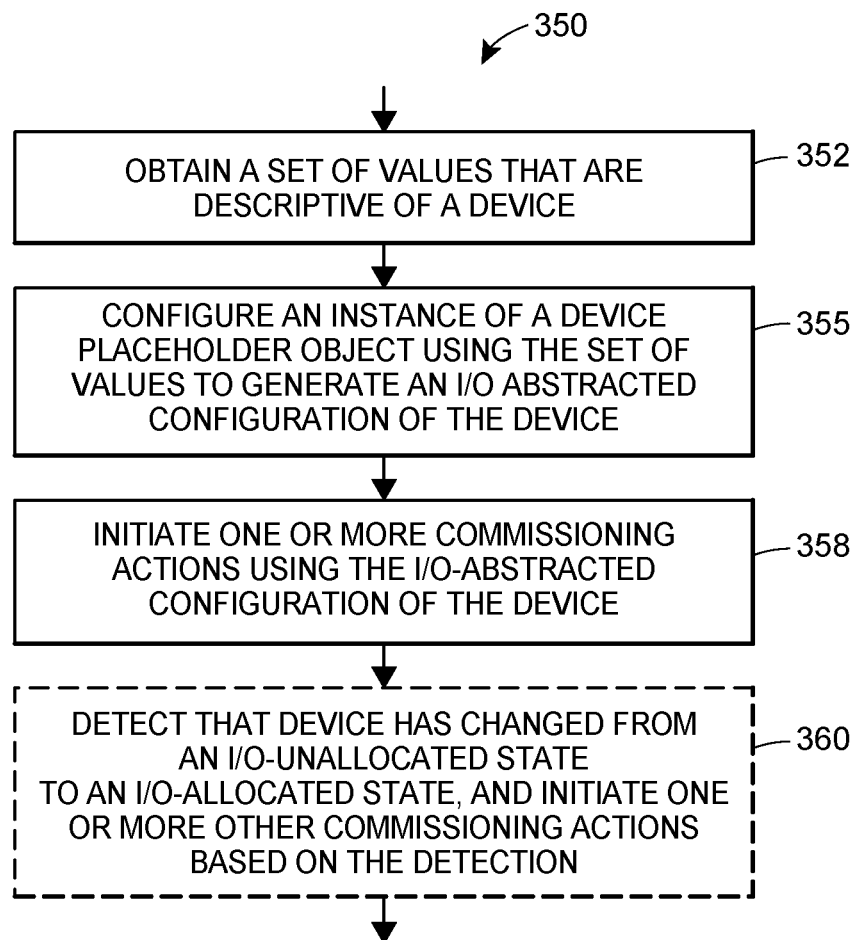 350
OBTAIN A SET OF VALUES THAT ARE
DESCRIPTIVE OF A DEVICE
352
CONFIGURE AN INSTANCE OF A DEVICE
PLACEHOLDER OBJECT USING THE SET OF
VALUES TO GENERATE AN I/O ABSTRACTED
CONFIGURATION OF THE DEVICE
355
INITIATE ONE OR MORE COMMISSIONING
ACTIONS USING THE I/O-ABSTRACTED
CONFIGURATION OF THE DEVICE
358
DETECT THAT DEVICE HAS CHANGED FROM
AN I/O-UNALLOCATED STATE
TO AN I/O-ALLOCATED STATE, AND INITIATE ONE
OR MORE OTHER COMMISSIONING ACTIONS
BASED ON THE DETECTION
360